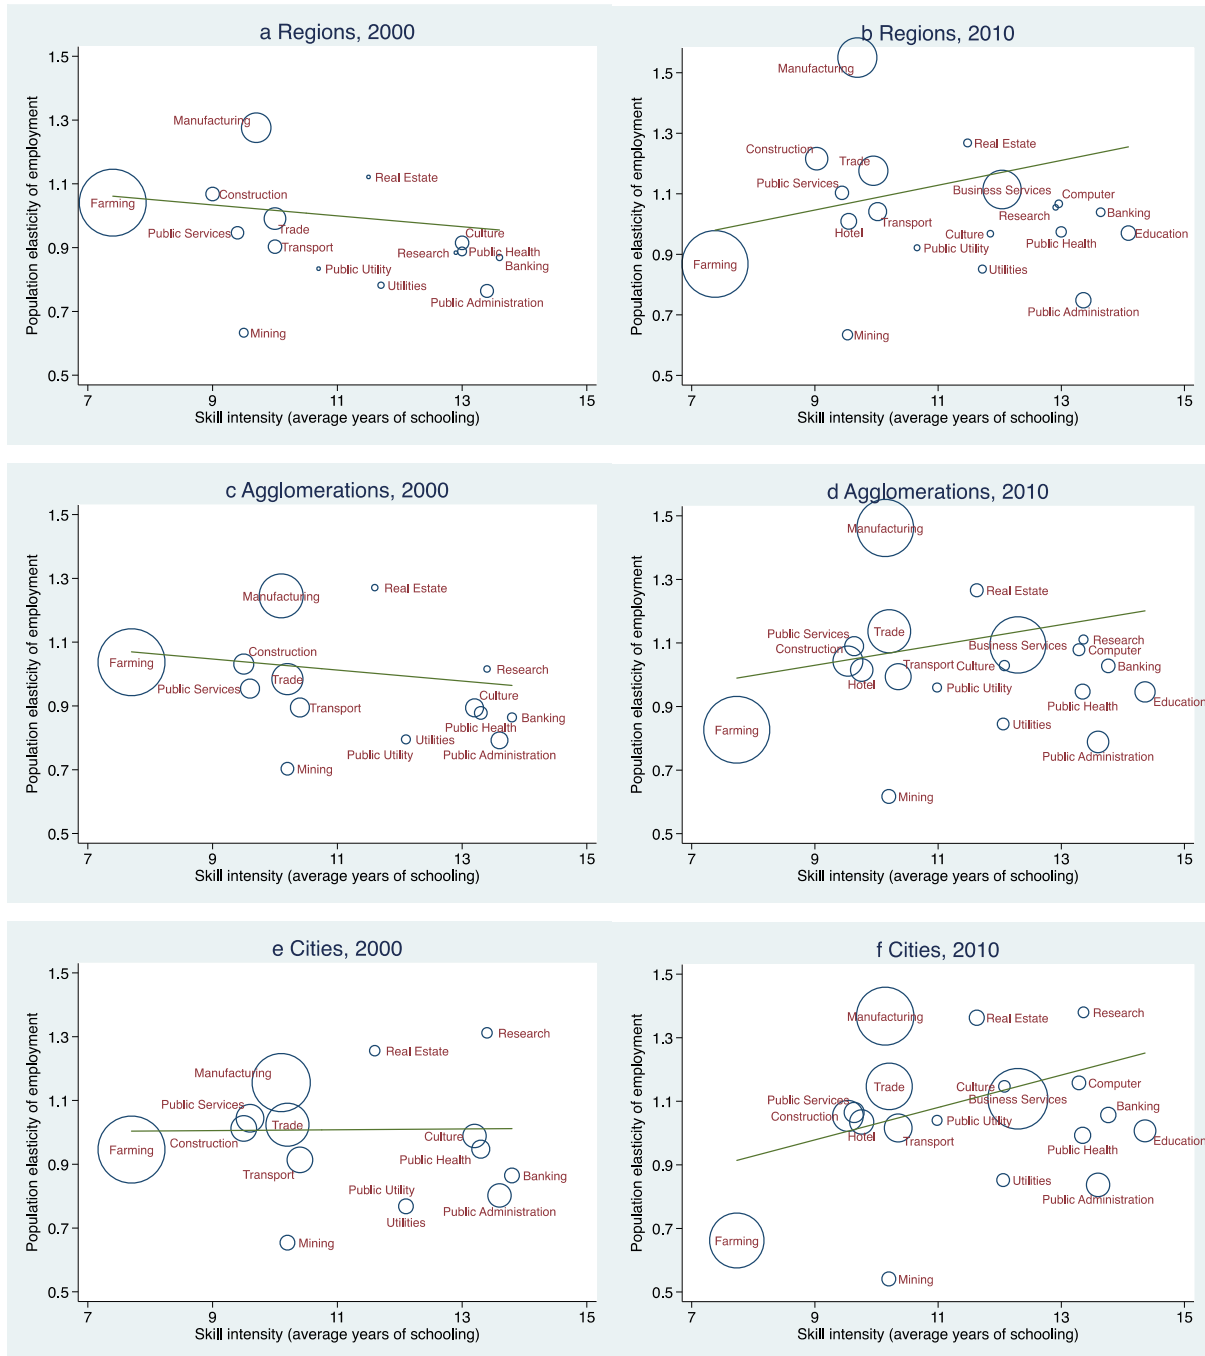 a Regions, 2000
Population elasticity of employment
1.5
1.3
1.1
0.9
0.7
0.5
Manufacturing
Real Estate
Farming
Construction
Trade
Public Services
Transport
Culture
Research
Public Health
Banking
Public Utility
Utilities
Public Administration
Mining
7 9 11 13 15
Skill intensity (average years of schooling)
b Regions, 2010
Population elasticity of employment
1.5
1.3
1.1
0.9
0.7
0.5
Manufacturing
Real Estate
Construction
Trade
Public Services
Business Services
Computer
Research
Banking
Transport
Hotel
Culture
Public Health
Education
Public Utility
Farming
Utilities
Public Administration
Mining
7 9 11 13 15
Skill intensity (average years of schooling)
c Agglomerations, 2000
Population elasticity of employment
1.5
1.3
1.1
0.9
0.7
0.5
Manufacturing
Real Estate
Farming
Construction
Research
Trade
Public Services
Culture
Transport
Banking
Public Health
Utilities
Public Utility
Public Administration
Mining
7 9 11 13 15
Skill intensity (average years of schooling)
d Agglomerations, 2010
Population elasticity of employment
1.5
1.3
1.1
0.9
0.7
0.5
Manufacturing
Real Estate
Public Services
Trade
Construction
Business Services
Research
Computer
Transport
Culture
Banking
Hotel
Public Utility
Public Health
Education
Farming
Utilities
Public Administration
Mining
7 9 11 13 15
Skill intensity (average years of schooling)
e Cities, 2000
Population elasticity of employment
1.5
1.3
1.1
0.9
0.7
0.5
Research
Real Estate
Manufacturing
Public Services
Trade
Construction
Farming
Culture
Public Health
Transport
Banking
Public Utility
Utilities
Public Administration
Mining
7 9 11 13 15
Skill intensity (average years of schooling)
f Cities, 2010
Population elasticity of employment
1.5
1.3
1.1
0.9
0.7
0.5
Manufacturing
Real Estate
Research
Trade
Culture
Computer
Public Services
Business Services
Construction
Banking
Public Utility
Hotel
Transport
Public Health
Education
Utilities
Public Administration
Farming
Mining
7 9 11 13 15
Skill intensity (average years of schooling)